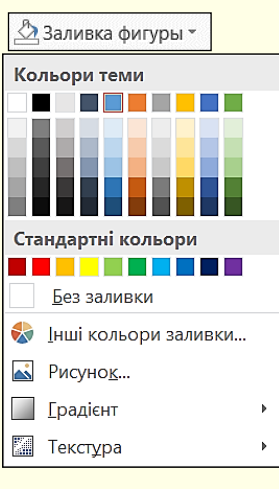 Заливка фигуры
Кольори теми
Стандартні кольори
Без заливки
Інші кольори заливки...
Рисунок...
Градієнт
Текстура